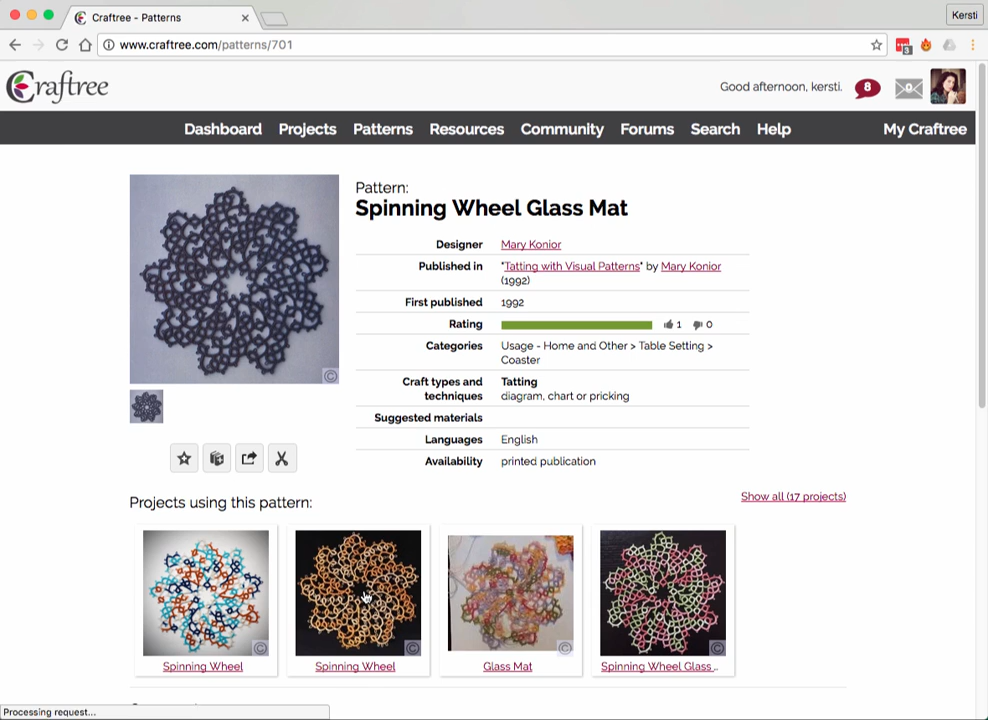 Craftree - Patterns
Kersti
www.craftree.com/patterns/701
3
Craftree
Good afternoon, kersti.
8
0
Dashboard Projects Patterns Resources Community Forums Search Help My Craftree
Pattern:
Spinning Wheel Glass Mat
Designer Mary Konior
Published in "Tatting with Visual Patterns" by Mary Konior
(1992)
First published 1992
Rating 1 0
Categories Usage - Home and Other > Table Setting >
Coaster
Craft types and Tatting
techniques diagram, chart or pricking
Suggested materials
Languages English
Availability printed publication
Projects using this pattern:
Show all (17 projects)
Spinning Wheel
Spinning Wheel
Glass Mat
Spinning Wheel Glass ..
Processing request...